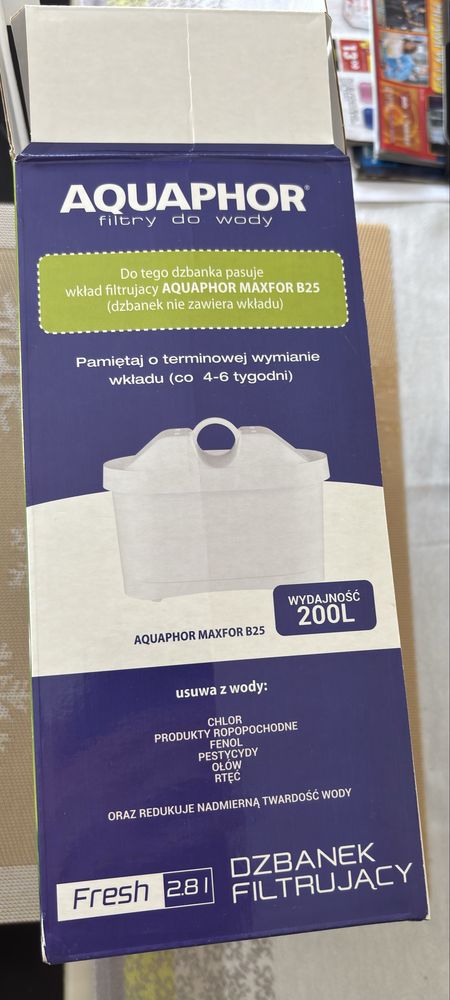 AQUAPHOR®
filtry do wody
Do tego dzbanka pasuje
wkład filtrujący AQUAPHOR MAXFOR B25
(dzbanek nie zawiera wkładu)
Pamiętaj o terminowej wymianie
wkładu (co 4-6 tygodni)
WYDAJNOŚĆ
200L
AQUAPHOR MAXFOR B25
usuwa z wody:
CHLOR
PRODUKTY ROPOPOCHODNE
FENOL
PESTYCYDY
OŁÓW
RTĘĆ
ORAZ REDUKUJE NADMIERNĄ TWARDOŚĆ WODY
Fresh 2.8 l
DZBANEK
FILTRUJĄCY